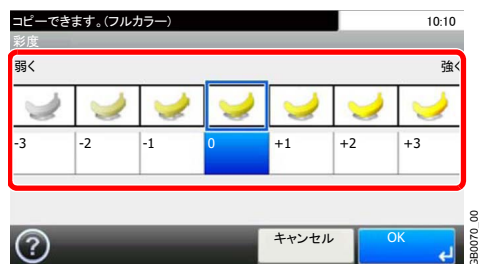 コピーできます。(フルカラー) 10:10
彩度
弱く 強く
-3 -2 -1 0 +1 +2 +3
? キャンセル OK
GB0070_00